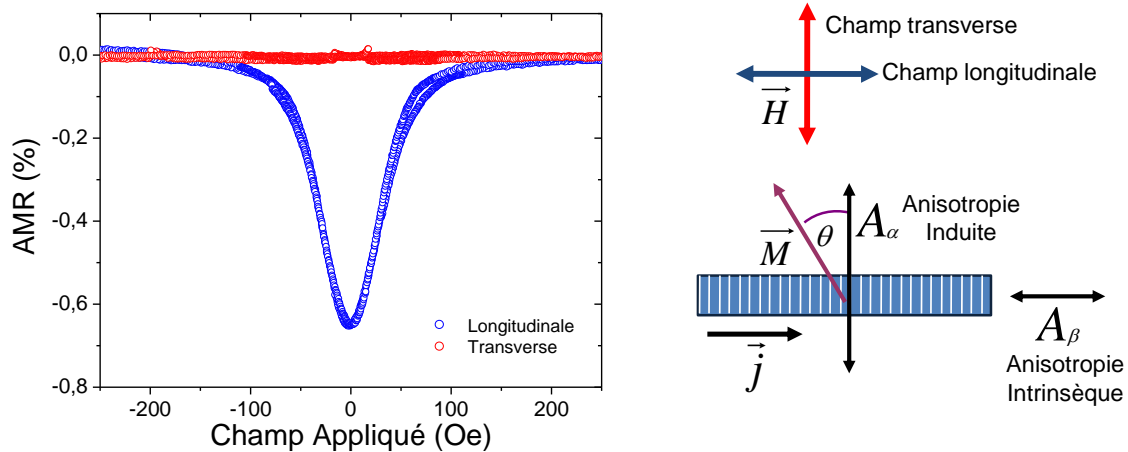 0,0
-0,2
-0,4
-0,6
-0,8
AMR (%)
-200
-100
0
100
200
Champ Appliqué (Oe)
Longitudinale
Transverse
Champ transverse
Champ longitudinale
H
Anisotropie
Induite
M
θ
Aα
j
Aβ
Anisotropie
Intrinsèque